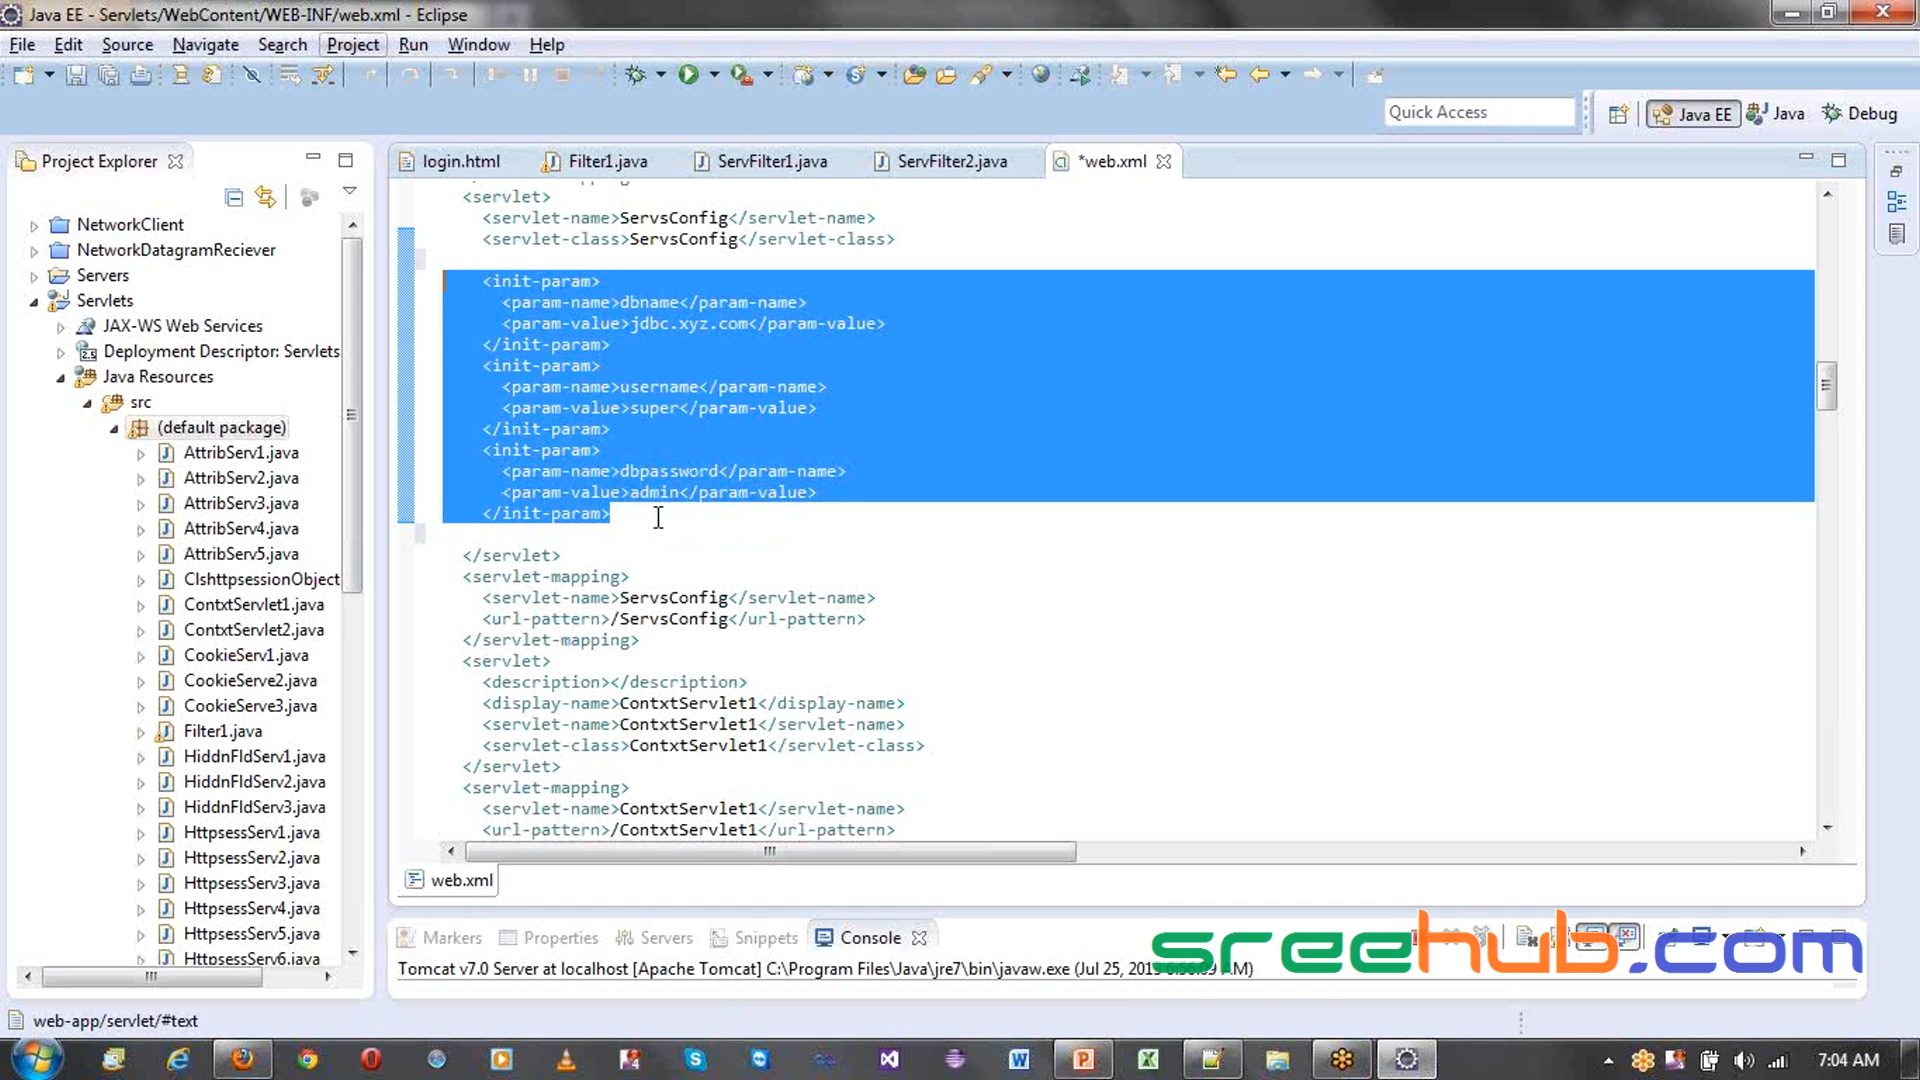 Java EE - Servlets/WebContent/WEB-INF/web.xml - Eclipse
File Edit Source Navigate Search Project Run Window Help
Quick Access
Java EE
Java
Debug
Project Explorer
NetworkClient
NetworkDatagramReciever
Servers
Servlets
JAX-WS Web Services
Deployment Descriptor: Servlets
Java Resources
src
(default package)
AttribServ1.java
AttribServ2.java
AttribServ3.java
AttribServ4.java
AttribServ5.java
ClshttpsessionObject
ContxtServlet1.java
ContxtServlet2.java
CookieServ1.java
CookieServe2.java
CookieServe3.java
Filter1.java
HiddnFldServ1.java
HiddnFldServ2.java
HiddnFldServ3.java
HttpsessServ1.java
HttpsessServ2.java
HttpsessServ3.java
HttpsessServ4.java
HttpsessServ5.java
HttpsessServ6.java
login.html
Filter1.java
ServFilter1.java
ServFilter2.java
*web.xml
<servlet>
<servlet-name>ServsConfig</servlet-name>
<servlet-class>ServsConfig</servlet-class>
<init-param>
<param-name>dbname</param-name>
<param-value>jdbc.xyz.com</param-value>
</init-param>
<init-param>
<param-name>username</param-name>
<param-value>super</param-value>
</init-param>
<init-param>
<param-name>dbpassword</param-name>
<param-value>admin</param-value>
</init-param>
</servlet>
<servlet-mapping>
<servlet-name>ServsConfig</servlet-name>
<url-pattern>/ServsConfig</url-pattern>
</servlet-mapping>
<servlet>
<description></description>
<display-name>ContxtServlet1</display-name>
<servlet-name>ContxtServlet1</servlet-name>
<servlet-class>ContxtServlet1</servlet-class>
</servlet>
<servlet-mapping>
<servlet-name>ContxtServlet1</servlet-name>
<url-pattern>/ContxtServlet1</url-pattern>
web.xml
Markers
Properties
Servers
Snippets
Console
sreehub.com
Tomcat v7.0 Server at localhost [Apache Tomcat] C:\Program Files\Java\jre7\bin\javaw.exe (Jul 25, 2013 6:56:09 AM)
web-app/servlet/#text
7:04 AM